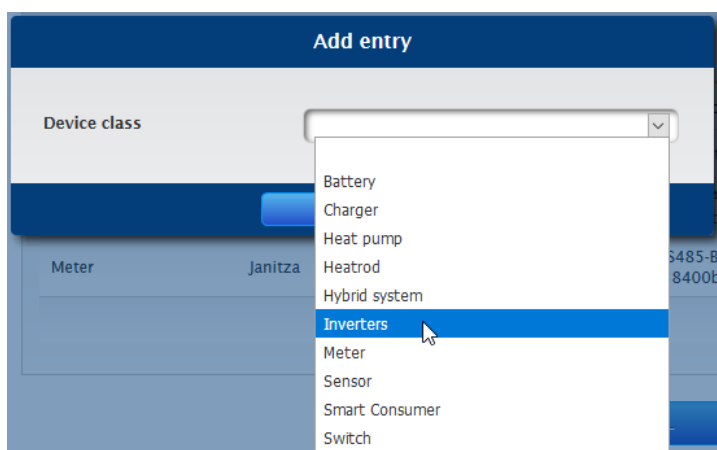 Add entry
Device class
Battery
Charger
Heat pump
Heatrod
Hybrid system
Inverters
Meter
Sensor
Smart Consumer
Switch
Meter Janitza
8400b